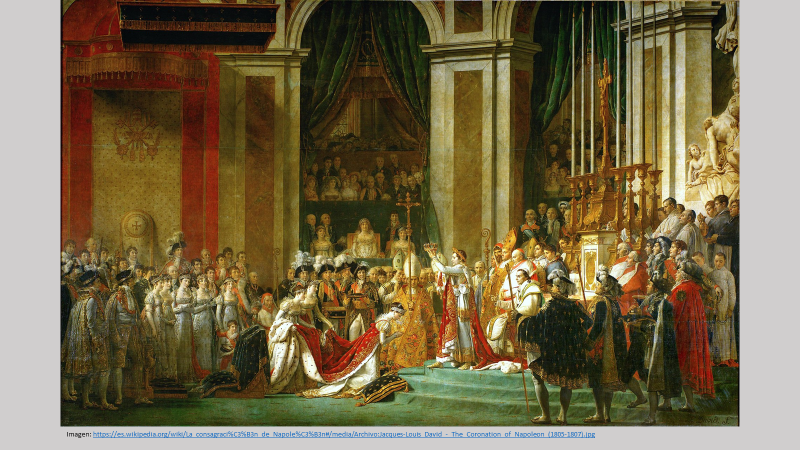 Imagen: https://es.wikipedia.org/wiki/La_consagraci%C3%B3n_de_Napole%C3%B3n#/media/Archivo:Jacques-Louis_David_-_The_Coronation_of_Napoleon_(1805-1807).jpg